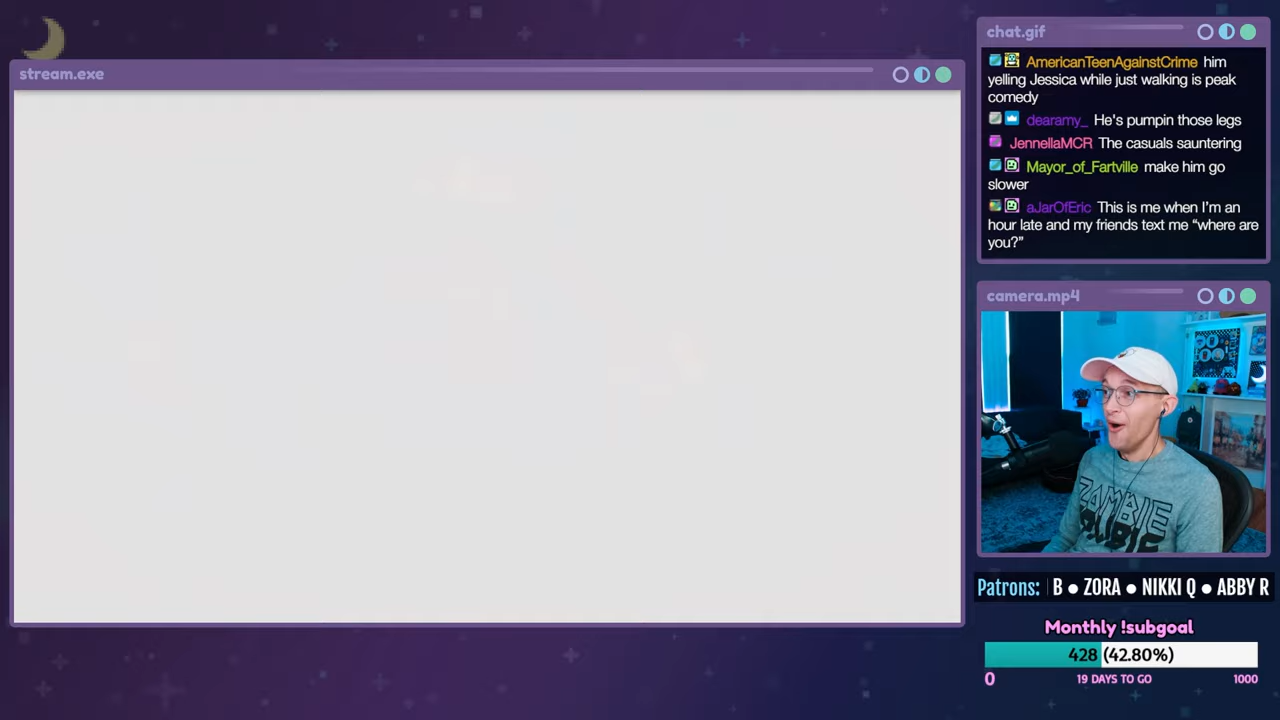 stream.exe
chat.gif
AmericanTeenAgainstCrime him
yelling Jessica while just walking is peak
comedy
dearamy_ He's pumpin those legs
JennellaMCR The casuals sauntering
Mayor_of_Fartville make him go
slower
aJarOfEric This is me when I'm an
hour late and my friends text me “where are
you?”
camera.mp4
ZOMBIE
Patrons: B ● ZORA ● NIKKI Q ● ABBY R
Monthly !subgoal
428 (42.80%)
0 19 DAYS TO GO 1000